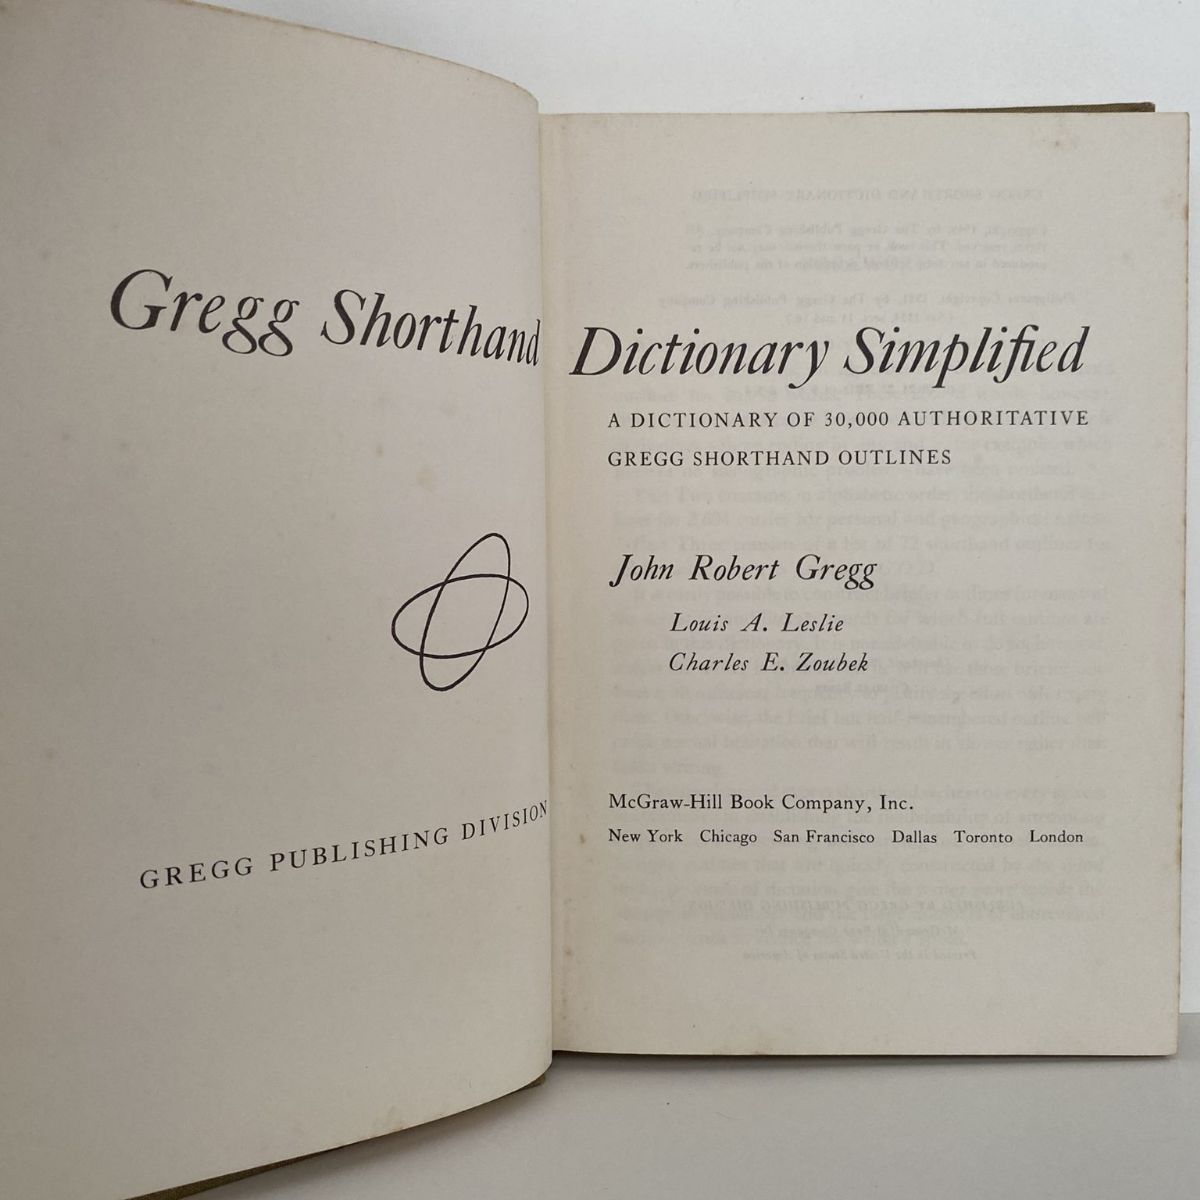 Gregg Shorthand Dictionary Simplified
A DICTIONARY OF 30,000 AUTHORITATIVE
GREGG SHORTHAND OUTLINES
John Robert Gregg
Louis A. Leslie
Charles E. Zoubek
GREGG PUBLISHING DIVISION
McGraw-Hill Book Company, Inc.
New York Chicago San Francisco Dallas Toronto London